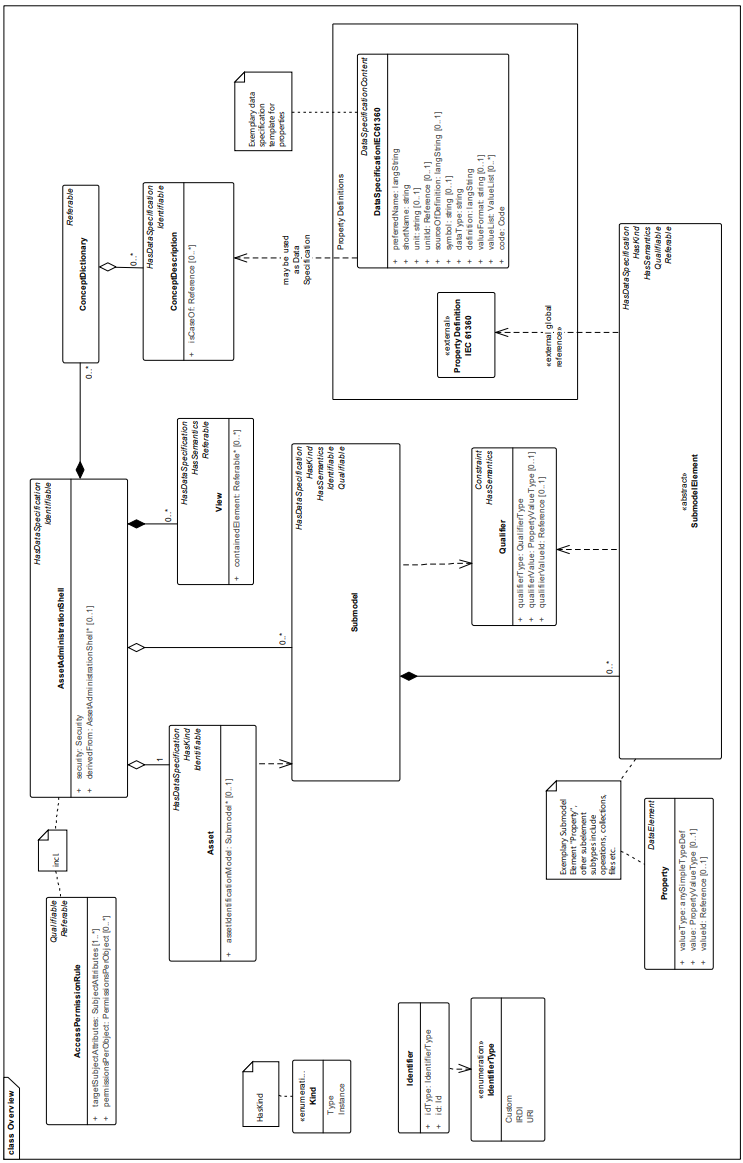 class Overview
AccessPermissionRule
Qualifiable
Referable
+ targetSubjectAttributes: SubjectAttributes [1..*]
+ permissionsPerObject: PermissionsPerObject [0..*]
incl.
HasDataSpecification
Identifiable
AssetAdministrationShell
+ security: Security
+ derivedFrom: AssetAdministrationShell* [0..1]
0..*
Referable
ConceptDictionary
0..*
HasDataSpecification
Identifiable
ConceptDescription
+ isCaseOf: Reference [0..*]
HasDataSpecification
HasSemantics
Referable
View
+ containedElement: Referable* [0..*]
0..*
1
HasDataSpecification
HasKind
Identifiable
Asset
+ assetIdentificationModel: Submodel* [0..1]
0..*
HasDataSpecification
HasKind
HasSemantics
Identifiable
Qualifiable
Submodel
Exemplary data
specification
template for
properties
may be used
as Data
Specification
Property Definitions
DataSpecificationContent
DataSpecificationIEC61360
+ preferredName: langString
+ shortName: string
+ unit: string [0..1]
+ unitId: Reference [0..1]
+ sourceOfDefinition: langString [0..1]
+ symbol: string [0..1]
+ dataType: string
+ definition: langString
+ valueFormat: string [0..1]
+ valueList: ValueList [0..*]
+ code: Code
«external»
Property Definition
IEC 61360
«external global
reference»
Constraint
HasSemantics
Qualifier
+ qualifierType: QualifierType
+ qualifierValue: PropertyValueType [0..1]
+ qualifierValueId: Reference [0..1]
0..*
HasDataSpecification
HasKind
HasSemantics
Qualifiable
Referable
«abstract»
SubmodelElement
Exemplary Submodel
Element "Property",
other subelement
subtypes include
operations, collections,
files etc.
DataElement
Property
+ valueType: anySimpleTypeDef
+ value: PropertyValueType [0..1]
+ valueId: Reference [0..1]
HasKind
«enumerati...
Kind
Type
Instance
Identifier
+ idType: IdentifierType
+ id: Id
«enumeration»
IdentifierType
Custom
IRDI
URI